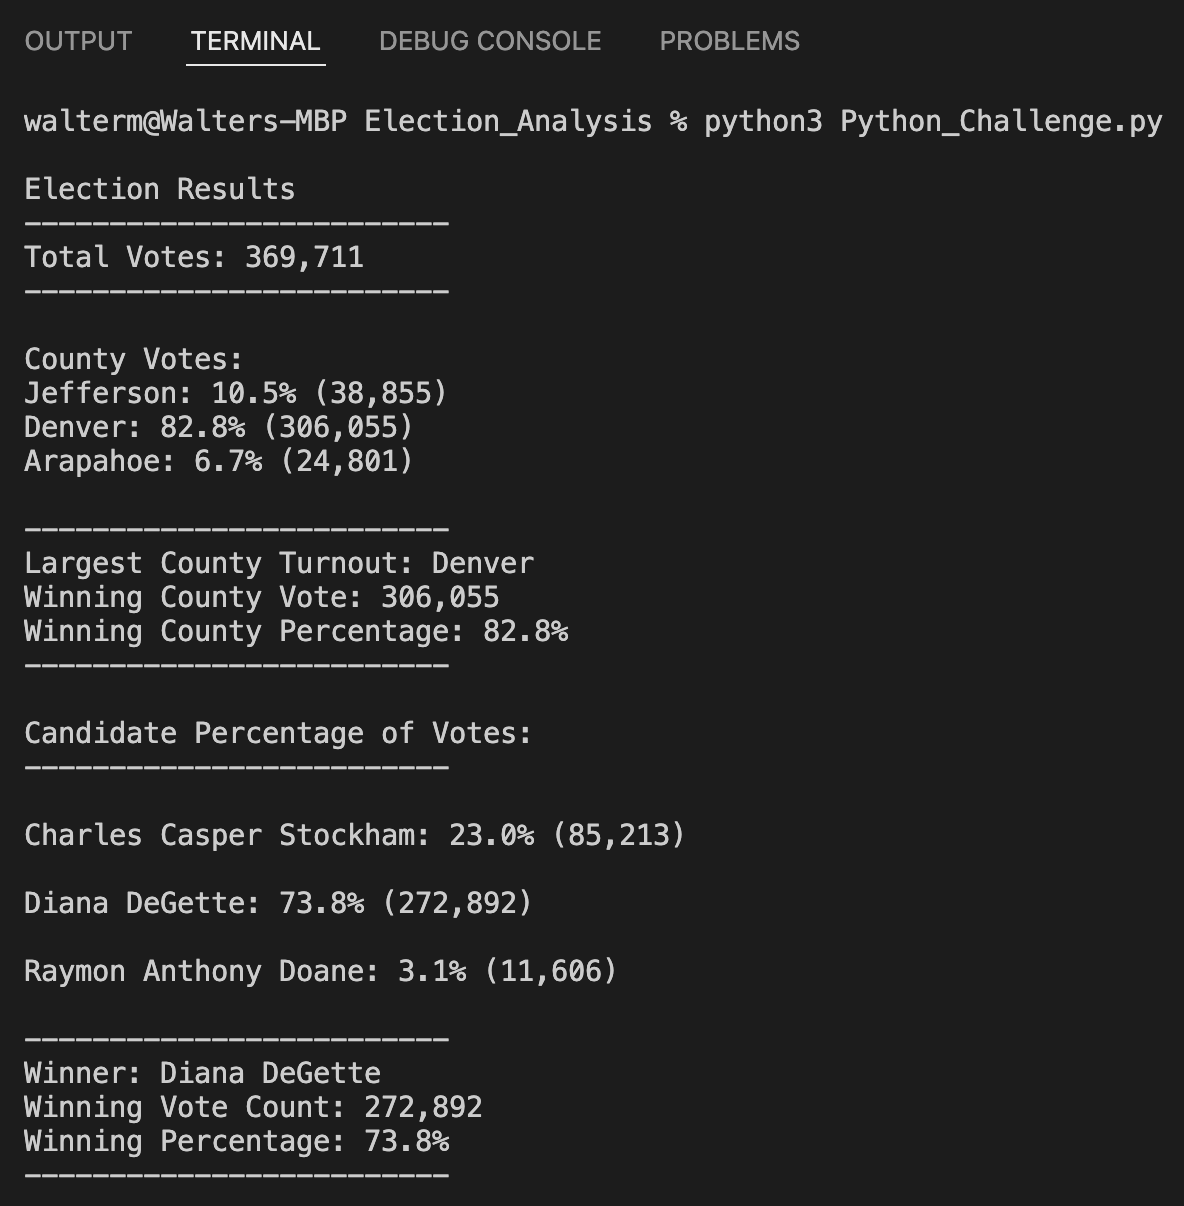 OUTPUT TERMINAL DEBUG CONSOLE PROBLEMS
walterm@Walters-MBP Election_Analysis % python3 Python_Challenge.py
Election Results
-------------------------
Total Votes: 369,711
-------------------------
County Votes:
Jefferson: 10.5% (38,855)
Denver: 82.8% (306,055)
Arapahoe: 6.7% (24,801)
-------------------------
Largest County Turnout: Denver
Winning County Vote: 306,055
Winning County Percentage: 82.8%
-------------------------
Candidate Percentage of Votes:
-------------------------
Charles Casper Stockham: 23.0% (85,213)
Diana DeGette: 73.8% (272,892)
Raymon Anthony Doane: 3.1% (11,606)
-------------------------
Winner: Diana DeGette
Winning Vote Count: 272,892
Winning Percentage: 73.8%
-------------------------